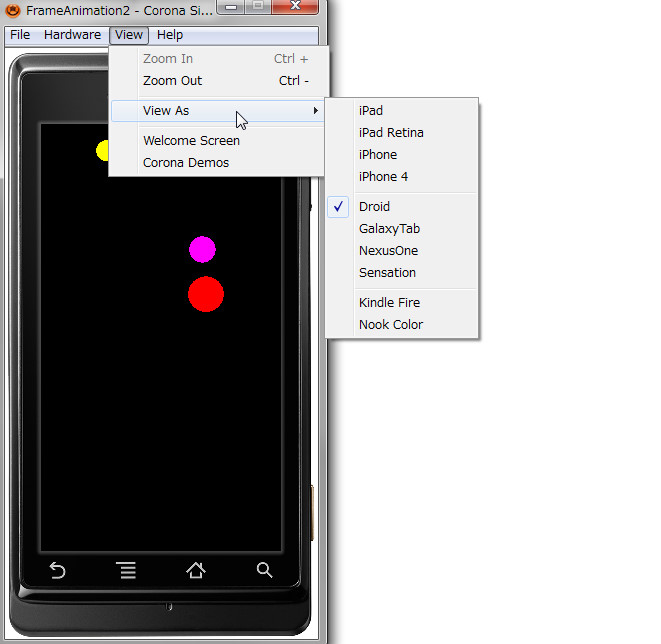 FrameAnimation2 - Corona Si...
File Hardware View Help
Zoom In Ctrl +
Zoom Out Ctrl -
View As
Welcome Screen
Corona Demos
iPad
iPad Retina
iPhone
iPhone 4
Droid
GalaxyTab
NexusOne
Sensation
Kindle Fire
Nook Color